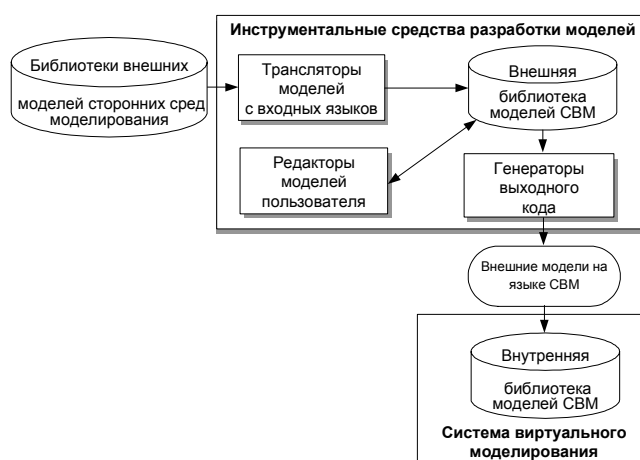 Инструментальные средства разработки моделей
Библиотеки внешних
моделей сторонних сред
моделирования
Трансляторы
моделей
с входных языков
Внешняя
библиотека
моделей СВМ
Редакторы
моделей
пользователя
Генераторы
выходного
кода
Внешние модели на
языке СВМ
Внутренняя
библиотека
моделей СВМ
Система виртуального
моделирования